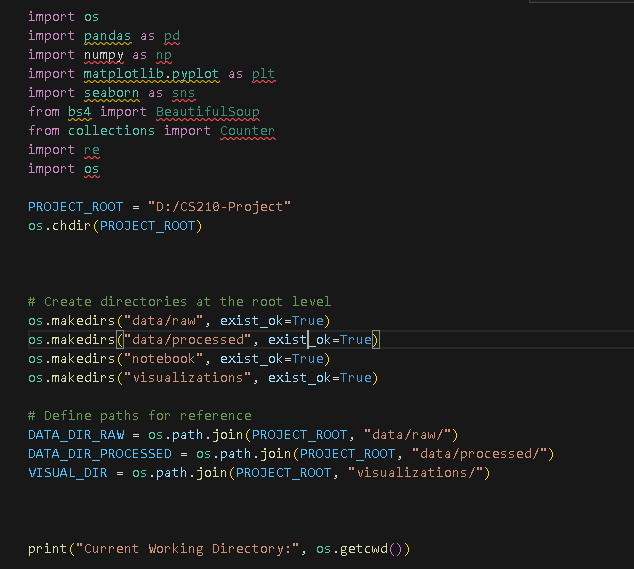 import os
import pandas as pd
import numpy as np
import matplotlib.pyplot as plt
import seaborn as sns
from bs4 import BeautifulSoup
from collections import Counter
import re
import os
PROJECT_ROOT = "D:/CS210-Project"
os.chdir(PROJECT_ROOT)
# Create directories at the root level
os.makedirs("data/raw", exist_ok=True)
os.makedirs("data/processed", exist_ok=True)
os.makedirs("notebook", exist_ok=True)
os.makedirs("visualizations", exist_ok=True)
# Define paths for reference
DATA_DIR_RAW = os.path.join(PROJECT_ROOT, "data/raw/")
DATA_DIR_PROCESSED = os.path.join(PROJECT_ROOT, "data/processed/")
VISUAL_DIR = os.path.join(PROJECT_ROOT, "visualizations/")
print("Current Working Directory:", os.getcwd())